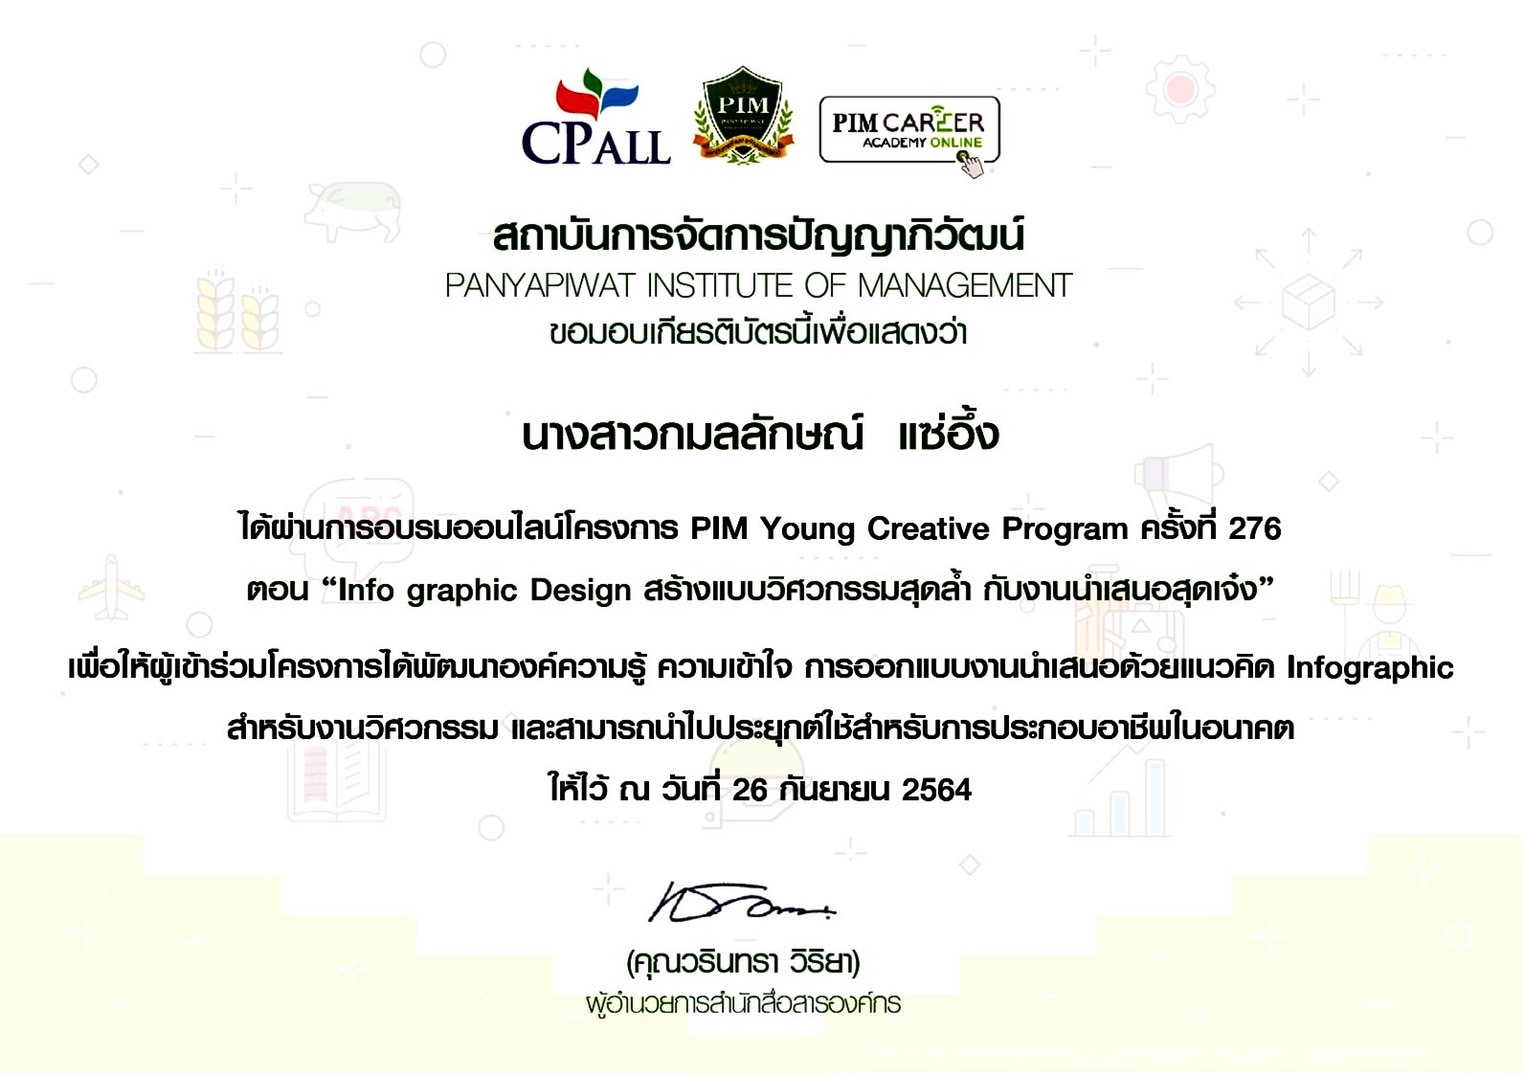 CPALL
PIM
PANYAPIWAT
PIM CAREER
ACADEMY ONLINE
สถาบันการจัดการปัญญาภิวัฒน์
PANYAPIWAT INSTITUTE OF MANAGEMENT
ขอมอบเกียรติบัตรนี้เพื่อแสดงว่า
นางสาวกมลลักษณ์ แซ่อึ้ง
ได้ผ่านการอบรมออนไลน์โครงการ PIM Young Creative Program ครั้งที่ 276
ตอน “Info graphic Design สร้างแบบวิศวกรรมสุดล้ำ กับงานนำเสนอสุดเจ๋ง”
เพื่อให้ผู้เข้าร่วมโครงการได้พัฒนาองค์ความรู้ ความเข้าใจ การออกแบบงานนำเสนอด้วยแนวคิด Infographic
สำหรับงานวิศวกรรม และสามารถนำไปประยุกต์ใช้สำหรับการประกอบอาชีพในอนาคต
ให้ไว้ ณ วันที่ 26 กันยายน 2564
(คุณวรินทรา วิริยา)
ผู้อำนวยการสำนักสื่อสารองค์กร
ABC